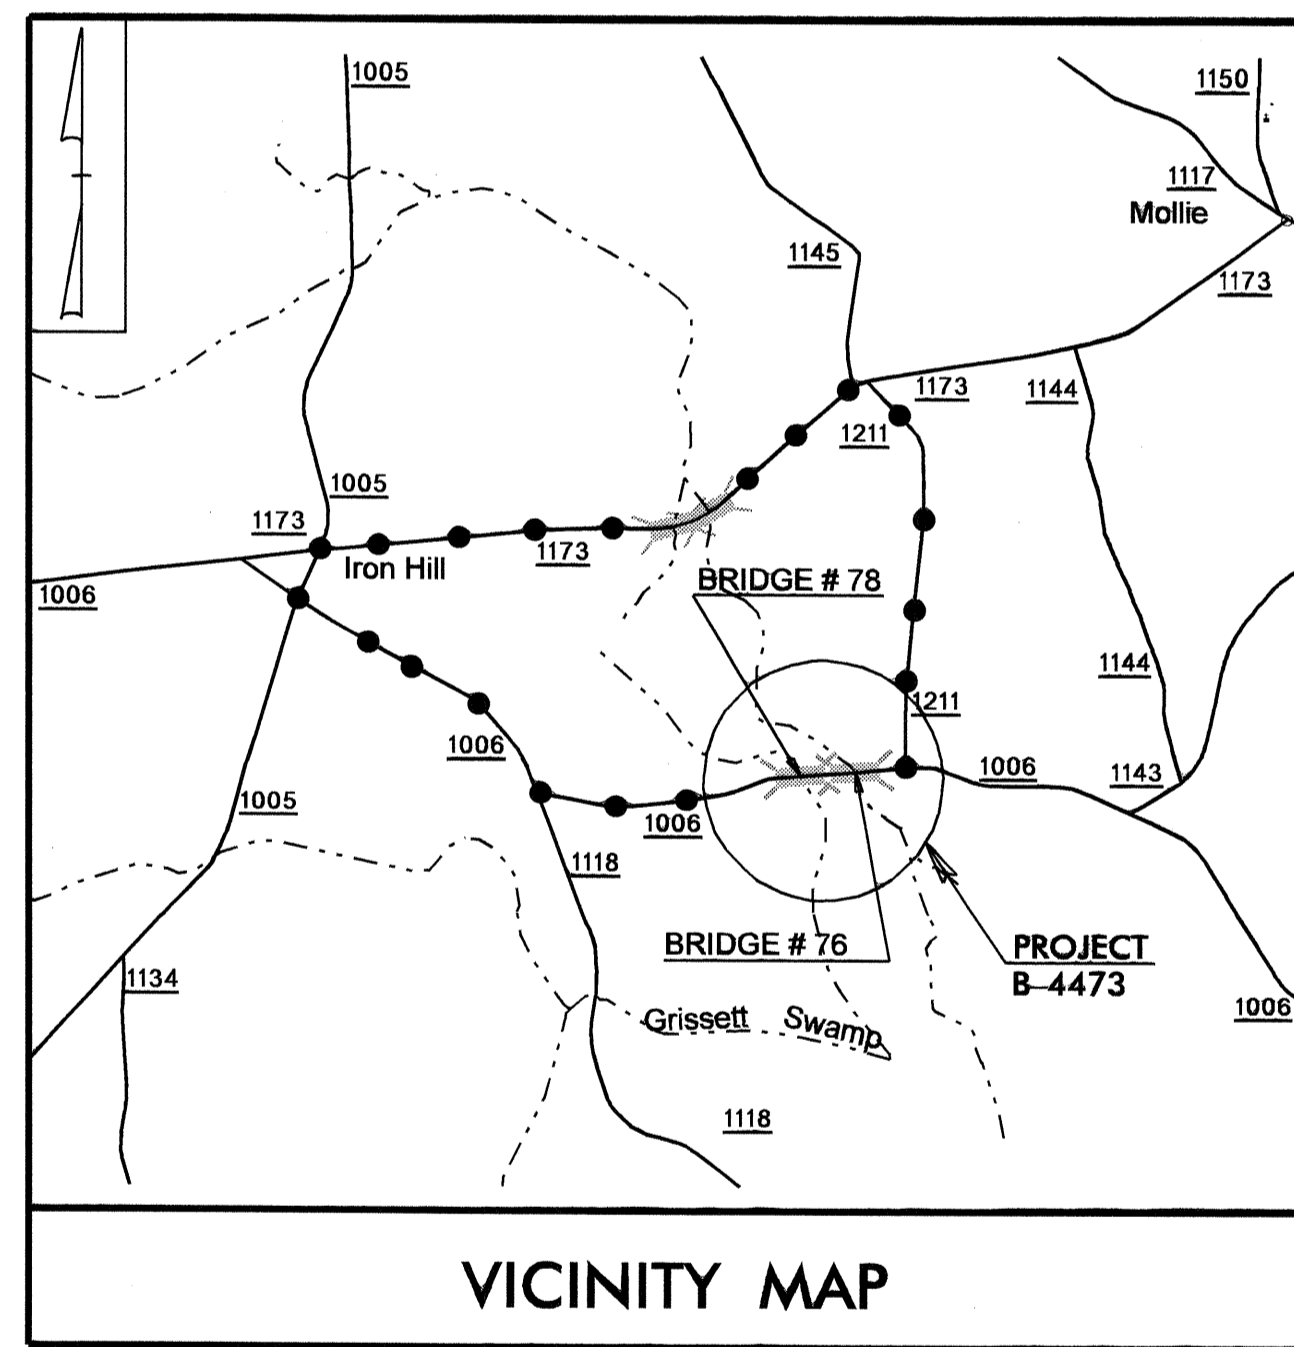 1005
1150
1117
Mollie
1145
1173
1173
1144
1211
1005
1173
1173
Iron Hill
1006
BRIDGE # 78
1144
1211
1006
1006
1143
1005
1006
1118
BRIDGE # 76
PROJECT
B-4473
1134
Grissett Swamp
1006
1118
VICINITY MAP